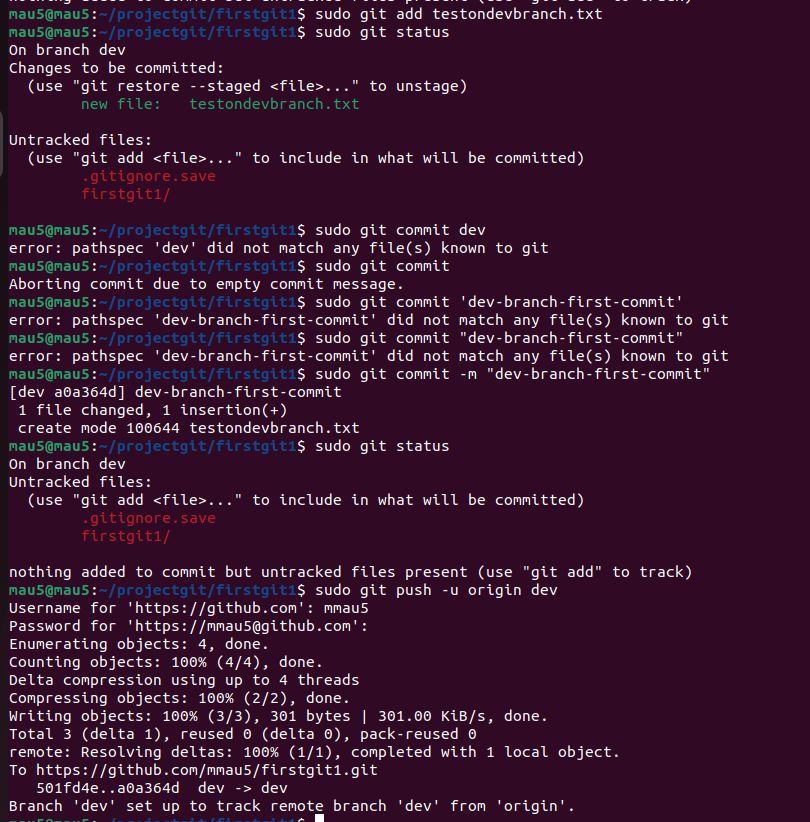 mau5@mau5:~/projectgit/firstgit1$ sudo git add testondevbranch.txt
mau5@mau5:~/projectgit/firstgit1$ sudo git status
On branch dev
Changes to be committed:
  (use "git restore --staged <file>..." to unstage)
        new file:   testondevbranch.txt

Untracked files:
  (use "git add <file>..." to include in what will be committed)
        .gitignore.save
        firstgit1/

mau5@mau5:~/projectgit/firstgit1$ sudo git commit dev
error: pathspec 'dev' did not match any file(s) known to git
mau5@mau5:~/projectgit/firstgit1$ sudo git commit
Aborting commit due to empty commit message.
mau5@mau5:~/projectgit/firstgit1$ sudo git commit 'dev-branch-first-commit'
error: pathspec 'dev-branch-first-commit' did not match any file(s) known to git
mau5@mau5:~/projectgit/firstgit1$ sudo git commit "dev-branch-first-commit"
error: pathspec 'dev-branch-first-commit' did not match any file(s) known to git
mau5@mau5:~/projectgit/firstgit1$ sudo git commit -m "dev-branch-first-commit"
[dev a0a364d] dev-branch-first-commit
 1 file changed, 1 insertion(+)
 create mode 100644 testondevbranch.txt
mau5@mau5:~/projectgit/firstgit1$ sudo git status
On branch dev
Untracked files:
  (use "git add <file>..." to include in what will be committed)
        .gitignore.save
        firstgit1/

nothing added to commit but untracked files present (use "git add" to track)
mau5@mau5:~/projectgit/firstgit1$ sudo git push -u origin dev
Username for 'https://github.com': mmau5
Password for 'https://mmau5@github.com':
Enumerating objects: 4, done.
Counting objects: 100% (4/4), done.
Delta compression using up to 4 threads
Compressing objects: 100% (2/2), done.
Writing objects: 100% (3/3), 301 bytes | 301.00 KiB/s, done.
Total 3 (delta 1), reused 0 (delta 0), pack-reused 0
remote: Resolving deltas: 100% (1/1), completed with 1 local object.
To https://github.com/mmau5/firstgit1.git
   501fd4e..a0a364d  dev -> dev
Branch 'dev' set up to track remote branch 'dev' from 'origin'.